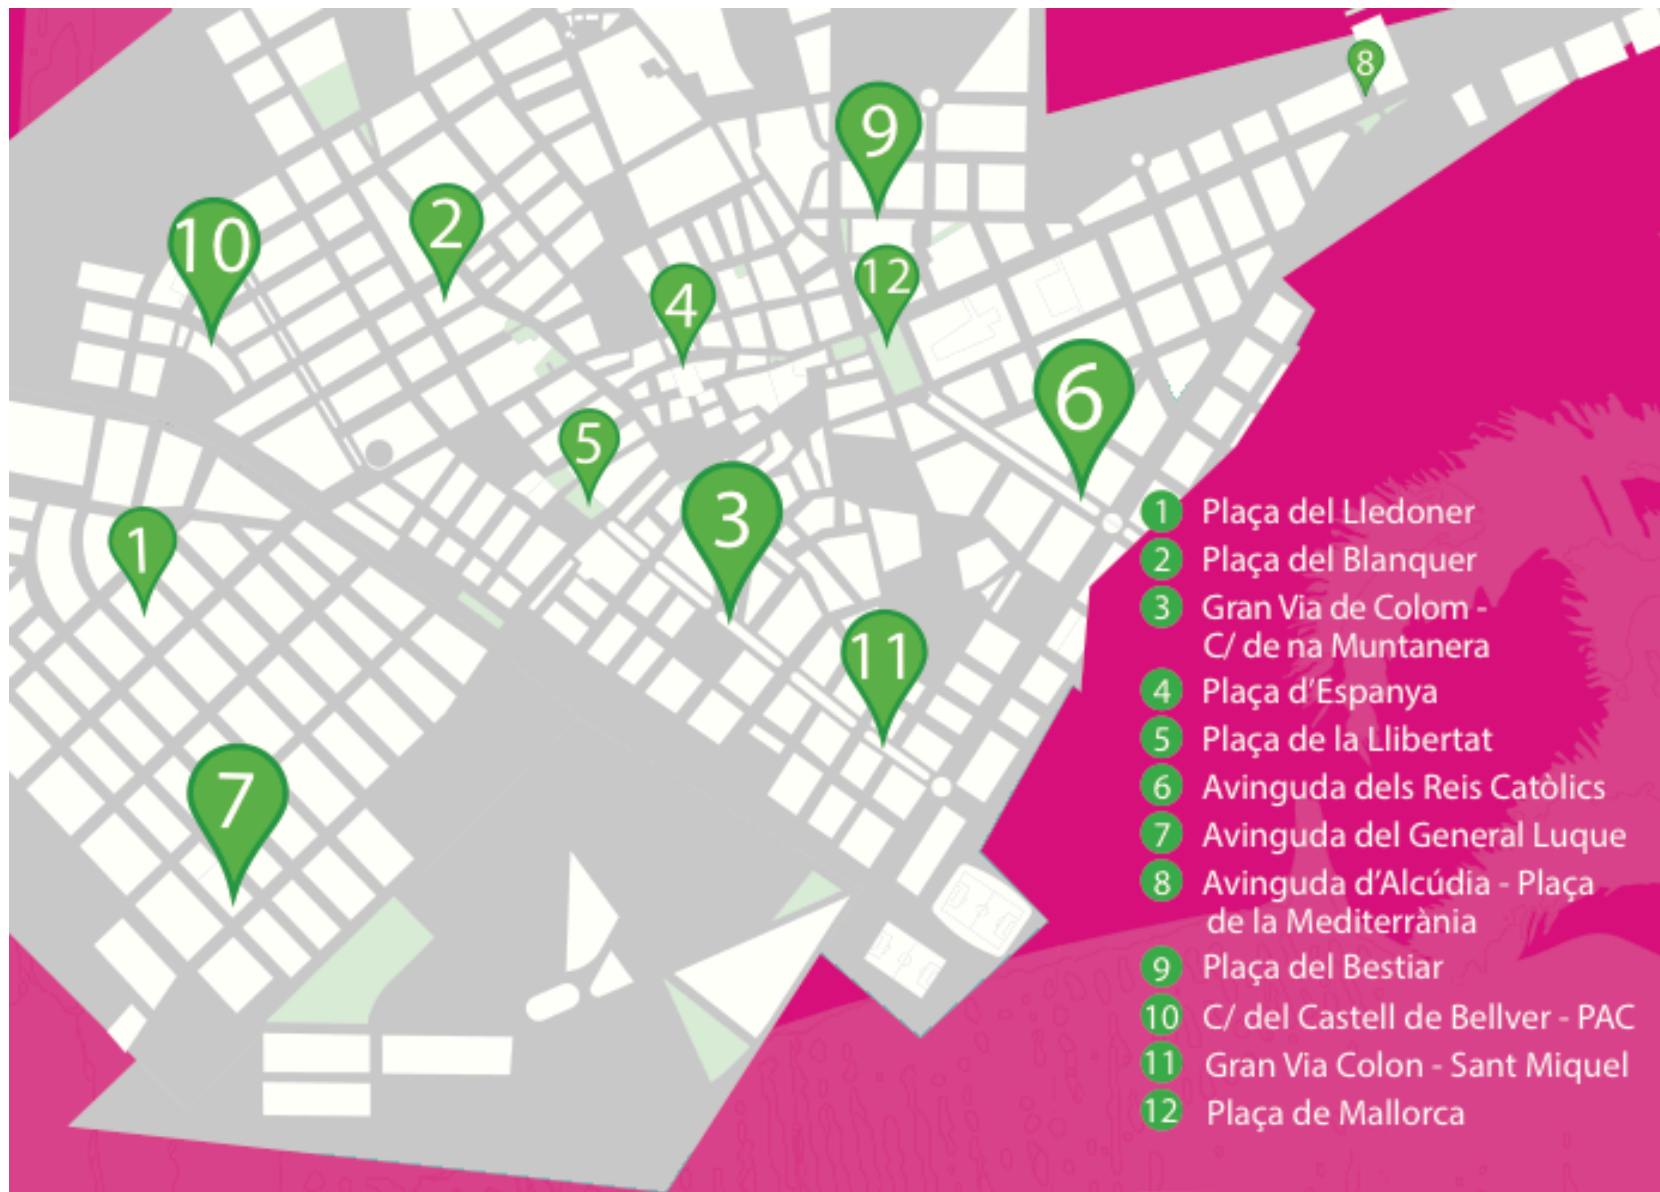 8
9
10
2
12
4
6
5
3
1
11
7
1 Plaça del Lledoner
2 Plaça del Blanquer
3 Gran Via de Colom -
C/ de na Muntanera
4 Plaça d'Espanya
5 Plaça de la Llibertat
6 Avinguda dels Reis Catòlics
7 Avinguda del General Luque
8 Avinguda d'Alcúdia - Plaça
de la Mediterrània
9 Plaça del Bestiar
10 C/ del Castell de Bellver - PAC
11 Gran Via Colon - Sant Miquel
12 Plaça de Mallorca